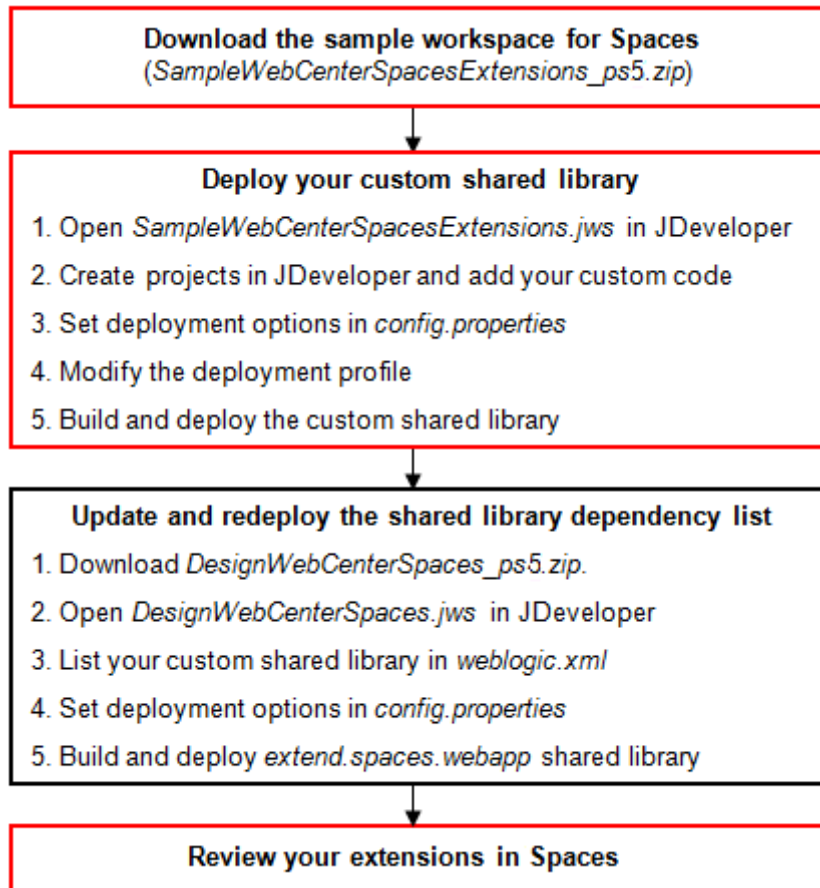 Download the sample workspace for Spaces
(SampleWebCenterSpacesExtensions_ps5.zip)
Deploy your custom shared library
1. Open SampleWebCenterSpacesExtensions.jws in JDeveloper
2. Create projects in JDeveloper and add your custom code
3. Set deployment options in config.properties
4. Modify the deployment profile
5. Build and deploy the custom shared library
Update and redeploy the shared library dependency list
1. Download DesignWebCenterSpaces_ps5.zip.
2. Open DesignWebCenterSpaces.jws in JDeveloper
3. List your custom shared library in weblogic.xml
4. Set deployment options in config.properties
5. Build and deploy extend.spaces.webapp shared library
Review your extensions in Spaces